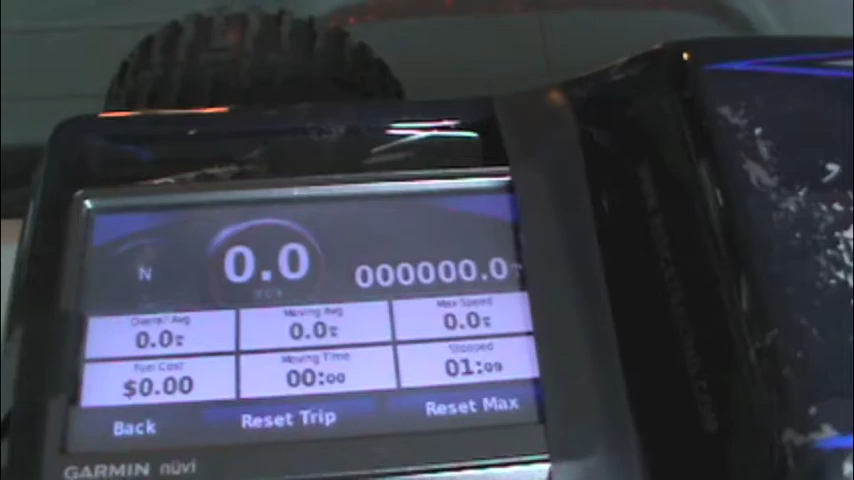 N
0.0
000000.0
Overall Avg
Moving Avg
Max Speed
0.0
0.0
0.0
Fuel Cost
Moving Time
Stopped
$0.00
00:00
01:09
Back
Reset Trip
Reset Max
GARMIN nüvi